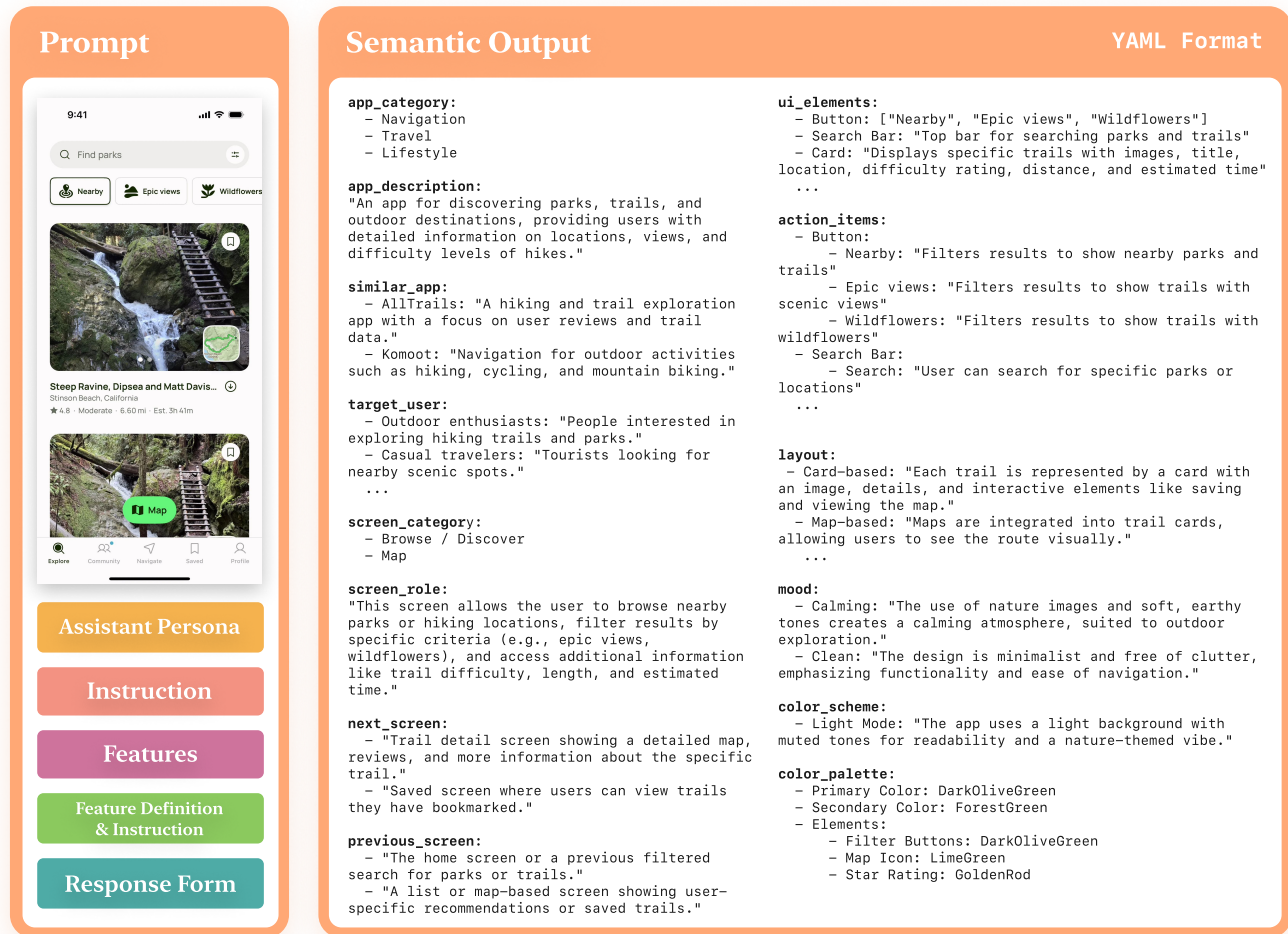 Prompt
9:41
Find parks
Nearby
Epic views
Wildflowers
Steep Ravine, Dipsea and Matt Davis...
Stinson Beach, California
★ 4.8 · Moderate · 6.60 mi · Est. 3h 41m
Map
Explore
Community
Navigate
Saved
Profile
Assistant Persona
Instruction
Features
Feature Definition
& Instruction
Response Form
Semantic Output
YAML Format
app_category:
– Navigation
– Travel
– Lifestyle
app_description:
"An app for discovering parks, trails, and
outdoor destinations, providing users with
detailed information on locations, views, and
difficulty levels of hikes."
similar_app:
– AllTrails: "A hiking and trail exploration
app with a focus on user reviews and trail
data."
– Komoot: "Navigation for outdoor activities
such as hiking, cycling, and mountain biking."
target_user:
– Outdoor enthusiasts: "People interested in
exploring hiking trails and parks."
– Casual travelers: "Tourists looking for
nearby scenic spots."
...
screen_category:
– Browse / Discover
– Map
screen_role:
"This screen allows the user to browse nearby
parks or hiking locations, filter results by
specific criteria (e.g., epic views,
wildflowers), and access additional information
like trail difficulty, length, and estimated
time."
next_screen:
– "Trail detail screen showing a detailed map,
reviews, and more information about the specific
trail."
– "Saved screen where users can view trails
they have bookmarked."
previous_screen:
– "The home screen or a previous filtered
search for parks or trails."
– "A list or map-based screen showing user-
specific recommendations or saved trails."
ui_elements:
– Button: ["Nearby", "Epic views", "Wildflowers"]
– Search Bar: "Top bar for searching parks and trails"
– Card: "Displays specific trails with images, title,
location, difficulty rating, distance, and estimated time"
...
action_items:
– Button:
– Nearby: "Filters results to show nearby parks and
trails"
– Epic views: "Filters results to show trails with
scenic views"
– Wildflowers: "Filters results to show trails with
wildflowers"
– Search Bar:
– Search: "User can search for specific parks or
locations"
...
layout:
– Card-based: "Each trail is represented by a card with
an image, details, and interactive elements like saving
and viewing the map."
– Map-based: "Maps are integrated into trail cards,
allowing users to see the route visually."
...
mood:
– Calming: "The use of nature images and soft, earthy
tones creates a calming atmosphere, suited to outdoor
exploration."
– Clean: "The design is minimalist and free of clutter,
emphasizing functionality and ease of navigation."
color_scheme:
– Light Mode: "The app uses a light background with
muted tones for readability and a nature-themed vibe."
color_palette:
– Primary Color: DarkOliveGreen
– Secondary Color: ForestGreen
– Elements:
– Filter Buttons: DarkOliveGreen
– Map Icon: LimeGreen
– Star Rating: GoldenRod